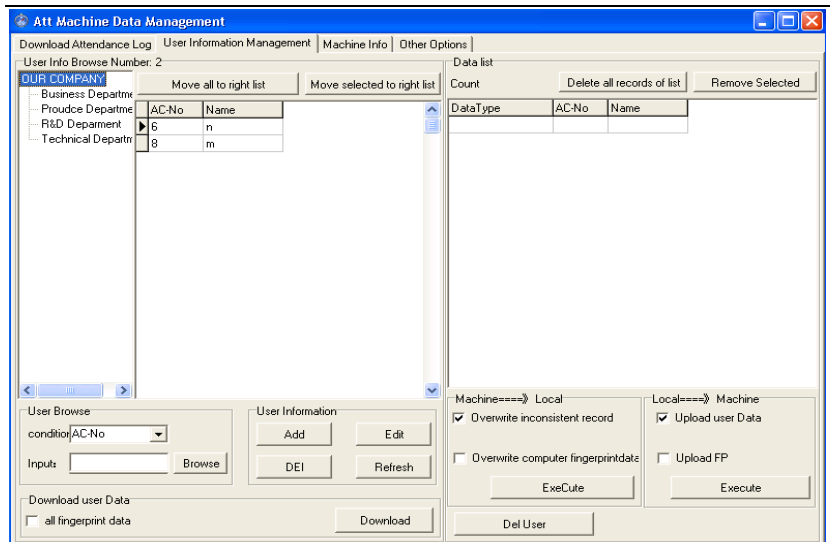 Att Machine Data Management
Download Attendance Log User Information Management Machine Info Other Options
User Info Browse Number: 2
OUR COMPANY
Business Departme
Proudce Departme
R&D Deparment
Technical Departm
Move all to right list Move selected to right list
AC-No Name
6 n
8 m
Data list
Count Delete all records of list Remove Selected
DataType AC-No Name
User Browse
condition AC-No
Input: Browse
User Information
Add Edit
DEl Refresh
Download user Data
all fingerprint data Download
Machine====》 Local
Overwrite inconsistent record
Overwrite computer fingerprintdata
ExeCute
Local====》 Machine
Upload user Data
Upload FP
Execute
Del User